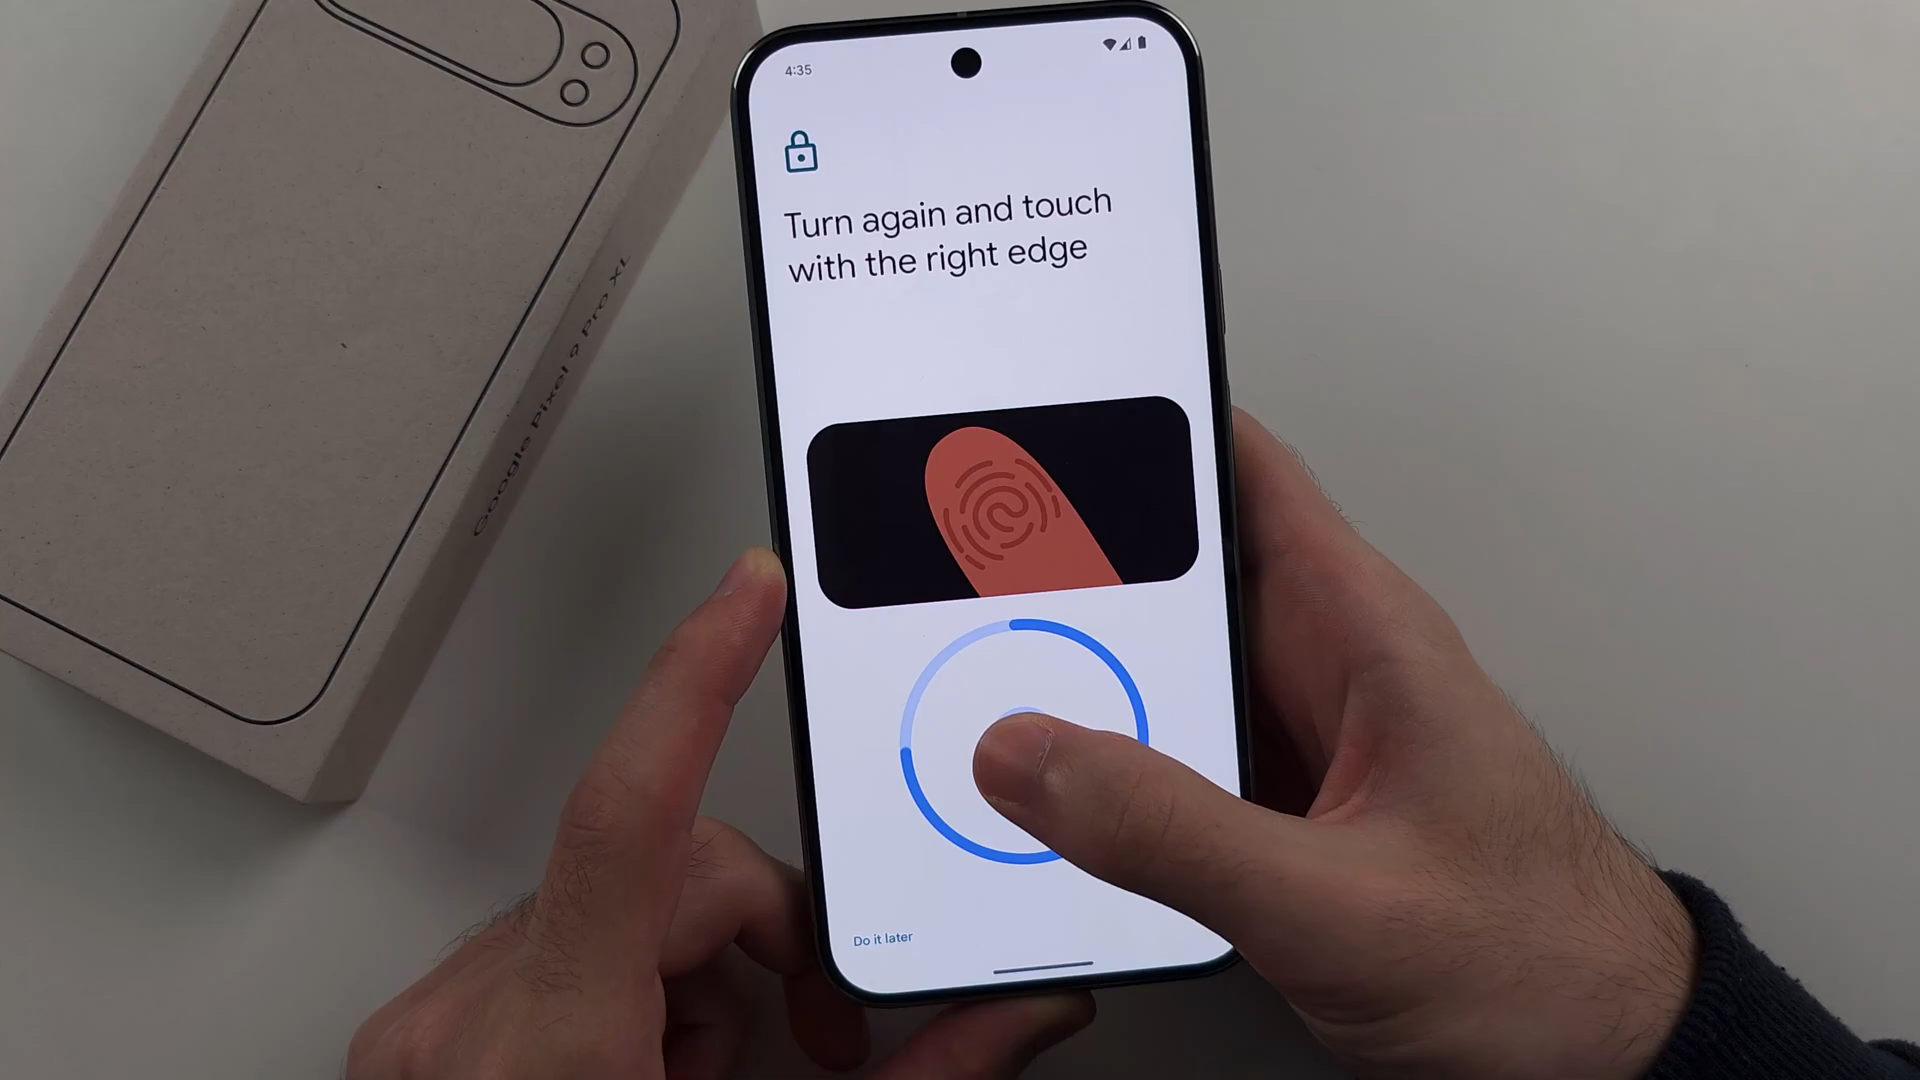 4:35
Turn again and touch
with the right edge
Do it later
Google Pixel 9 Pro XL